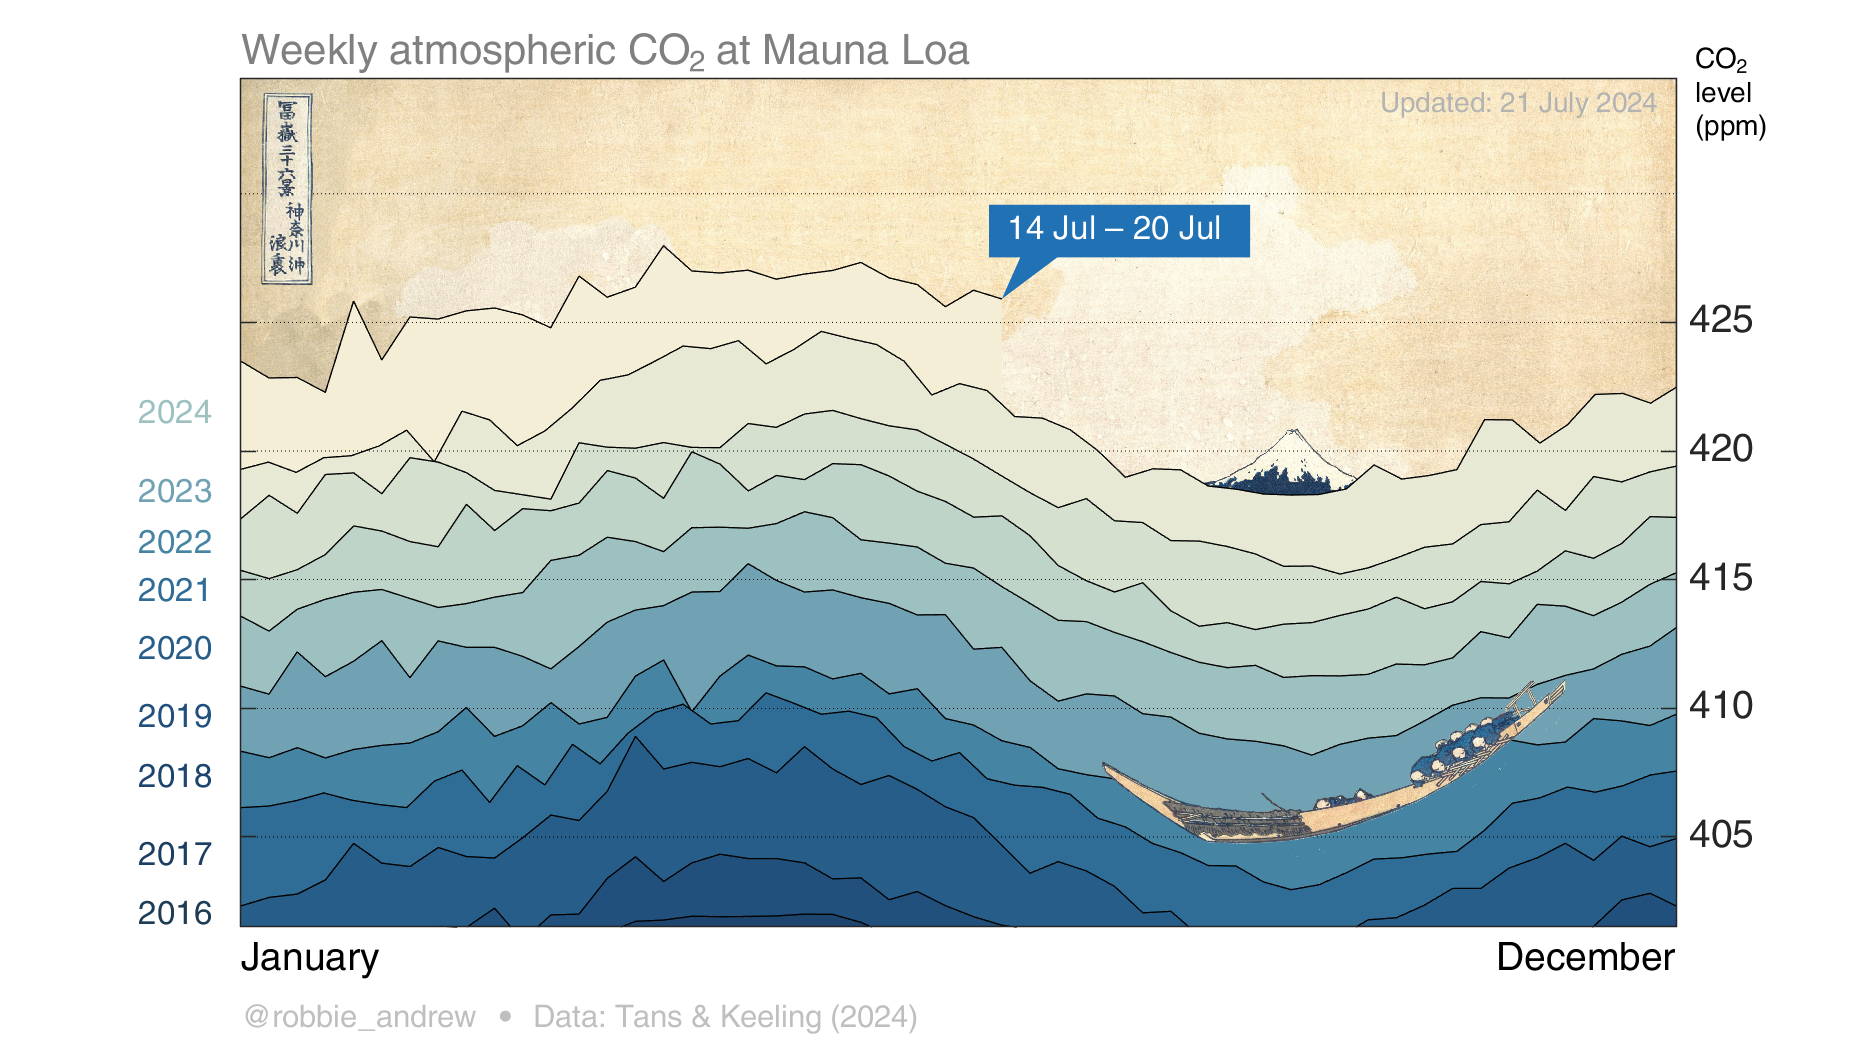 Weekly atmospheric CO₂ at Mauna Loa
CO₂
level
(ppm)
Updated: 21 July 2024
冨嶽三十六景
神奈川沖
浪裏
14 Jul – 20 Jul
425
2024
420
2023
2022
415
2021
2020
410
2019
2018
405
2017
2016
January
December
@robbie_andrew • Data: Tans & Keeling (2024)